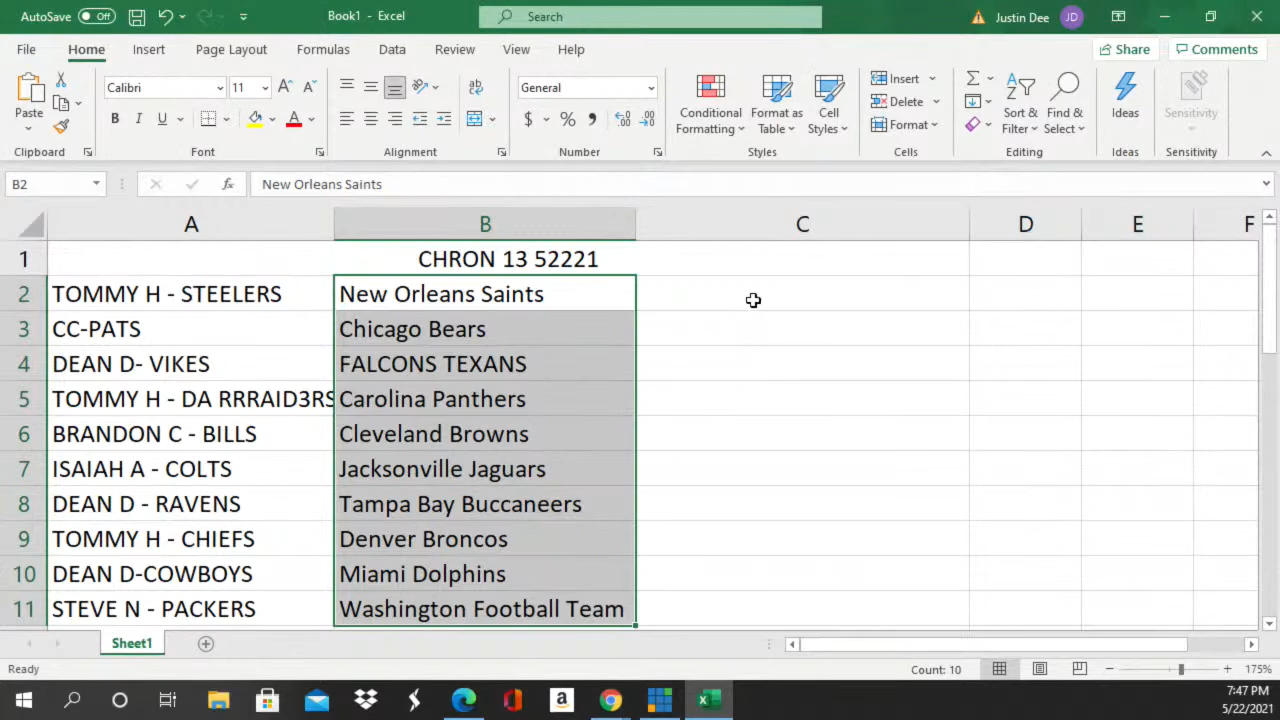 AutoSave Off Book1 - Excel Search Justin Dee JD
File Home Insert Page Layout Formulas Data Review View Help Share Comments
Paste Calibri 11 General Conditional Formatting Format as Table Cell Styles Insert Delete Format Sort & Filter Find & Select Ideas Sensitivity
Clipboard Font Alignment Number Styles Cells Editing Ideas Sensitivity
B2 fx New Orleans Saints
A B C D E F
1 CHRON 13 52221
2 TOMMY H - STEELERS New Orleans Saints
3 CC-PATS Chicago Bears
4 DEAN D- VIKES FALCONS TEXANS
5 TOMMY H - DA RRRAID3RS Carolina Panthers
6 BRANDON C - BILLS Cleveland Browns
7 ISAIAH A - COLTS Jacksonville Jaguars
8 DEAN D - RAVENS Tampa Bay Buccaneers
9 TOMMY H - CHIEFS Denver Broncos
10 DEAN D-COWBOYS Miami Dolphins
11 STEVE N - PACKERS Washington Football Team
Sheet1
Ready Count: 10 175%
7:47 PM
5/22/2021